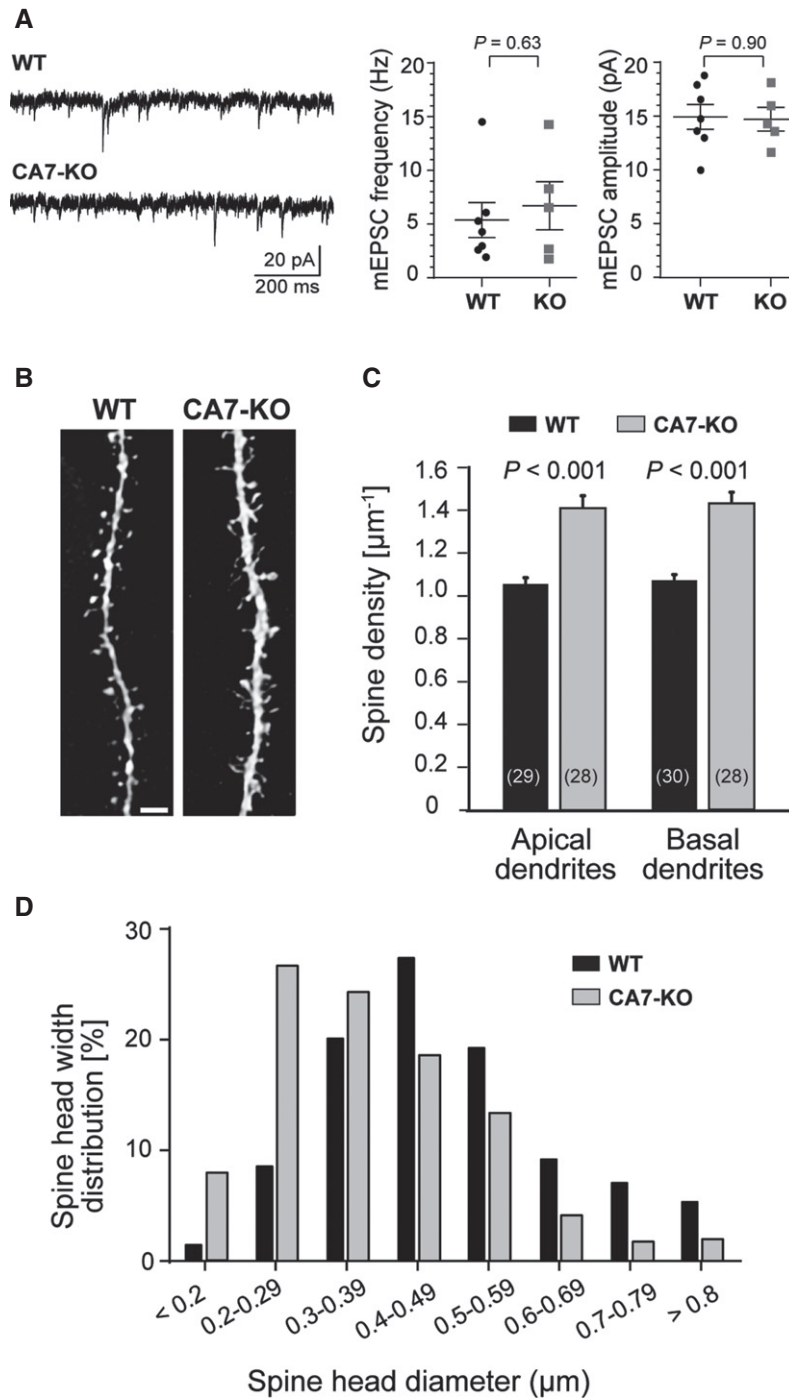 A
WT
CA7-KO
20 pA
200 ms
P = 0.63
mEPSC frequency (Hz)
20
15
10
5
0
WT KO
P = 0.90
mEPSC amplitude (pA)
20
15
10
5
0
WT KO
B
WT CA7-KO
C
WT CA7-KO
P < 0.001 P < 0.001
Spine density [µm⁻¹]
1.6
1.4
1.2
1.0
0.8
0.6
0.4
0.2
0
(29) (28) (30) (28)
Apical
dendrites
Basal
dendrites
D
WT
CA7-KO
Spine head width
distribution [%]
30
20
10
0
< 0.2 0.2-0.29 0.3-0.39 0.4-0.49 0.5-0.59 0.6-0.69 0.7-0.79 > 0.8
Spine head diameter (µm)